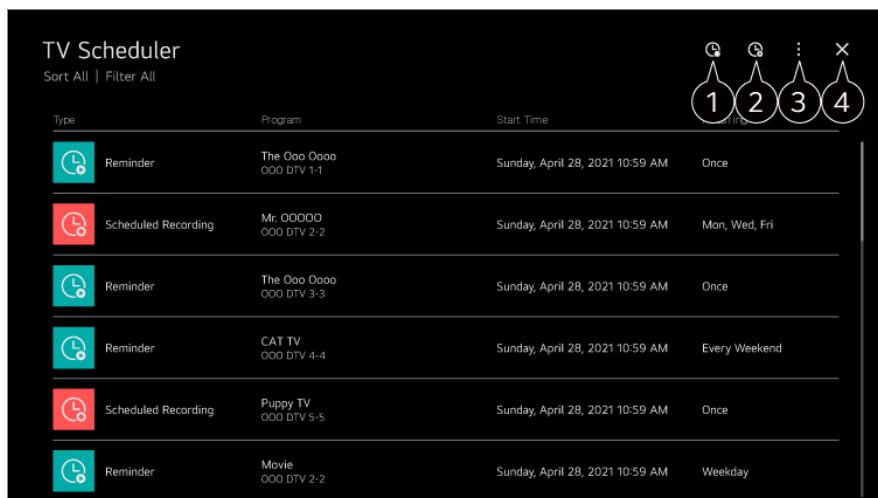 TV Scheduler
Sort All | Filter All
1 2 3 4
Type Program Start Time
Reminder The Ooo Oooo Sunday, April 28, 2021 10:59 AM Once
OOO DTV 1-1
Scheduled Recording Mr. OOOOO Sunday, April 28, 2021 10:59 AM Mon, Wed, Fri
OOO DTV 2-2
Reminder The Ooo Oooo Sunday, April 28, 2021 10:59 AM Once
OOO DTV 3-3
Reminder CAT TV Sunday, April 28, 2021 10:59 AM Every Weekend
OOO DTV 4-4
Scheduled Recording Puppy TV Sunday, April 28, 2021 10:59 AM Once
OOO DTV 5-5
Reminder Movie Sunday, April 28, 2021 10:59 AM Weekday
OOO DTV 2-2